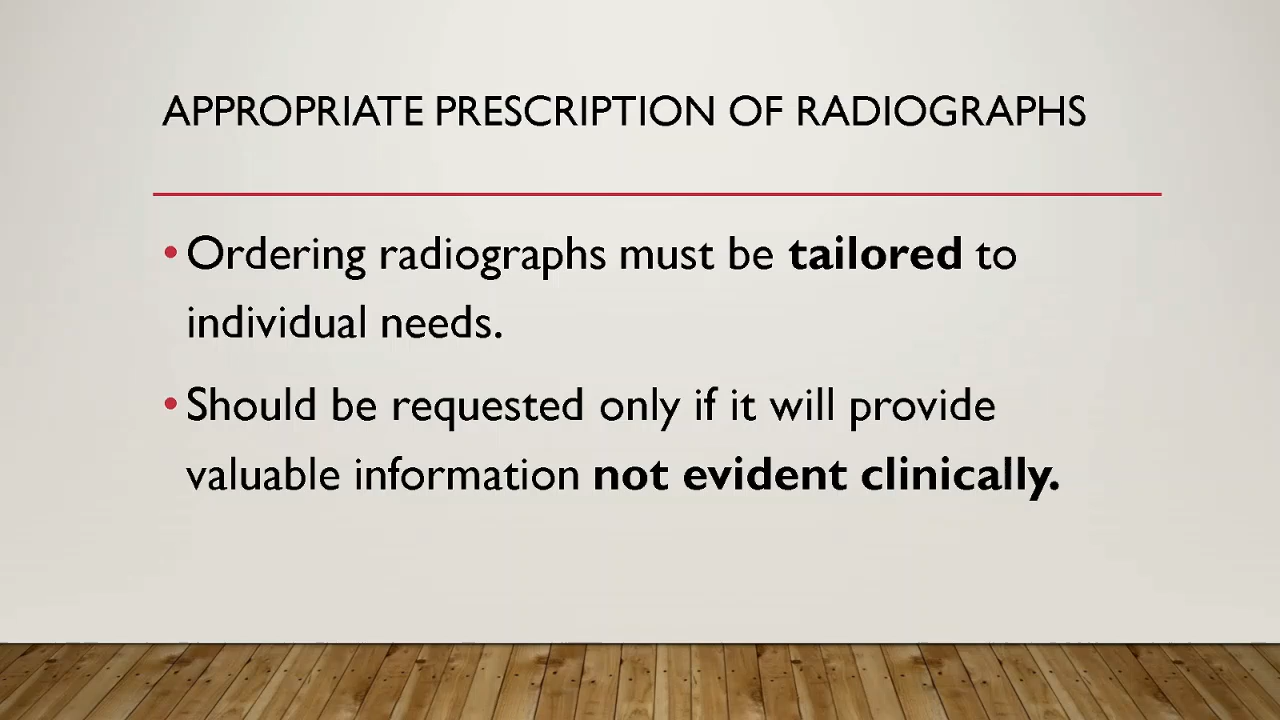 APPROPRIATE PRESCRIPTION OF RADIOGRAPHS
• Ordering radiographs must be tailored to
individual needs.
• Should be requested only if it will provide
valuable information not evident clinically.